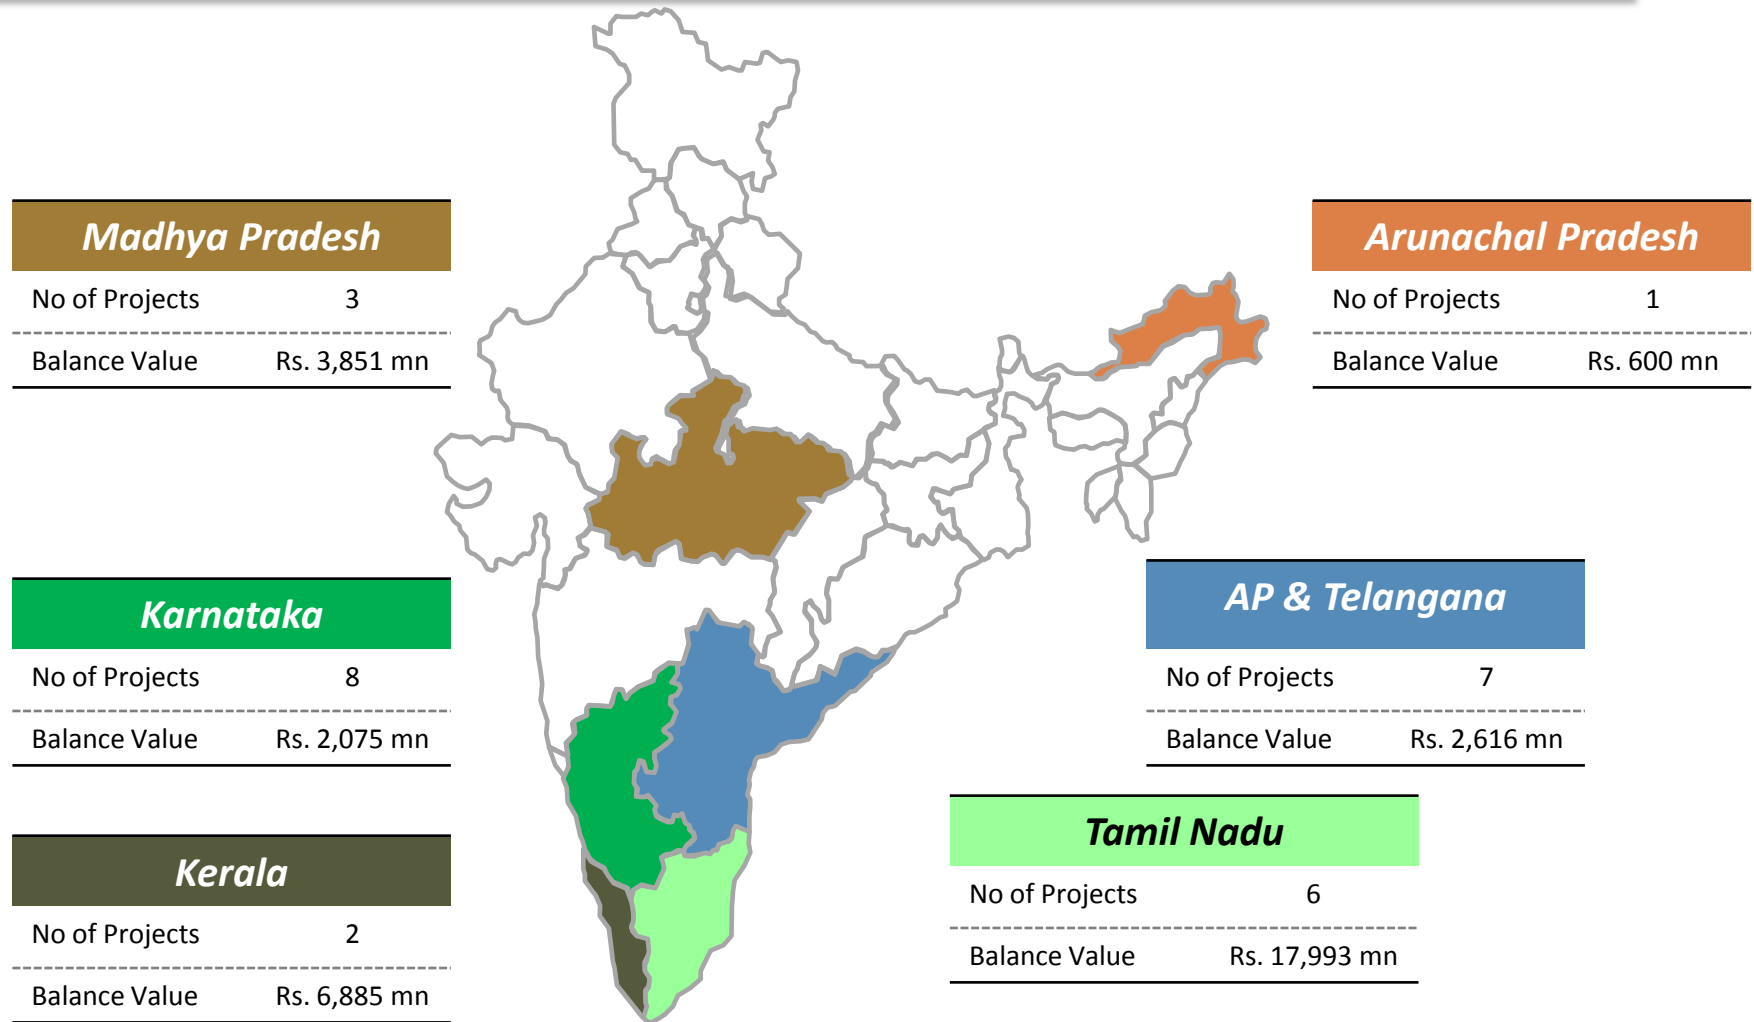 Madhya Pradesh
No of Projects 3
Balance Value Rs. 3,851 mn
Arunachal Pradesh
No of Projects 1
Balance Value Rs. 600 mn
Karnataka
No of Projects 8
Balance Value Rs. 2,075 mn
AP & Telangana
No of Projects 7
Balance Value Rs. 2,616 mn
Kerala
No of Projects 2
Balance Value Rs. 6,885 mn
Tamil Nadu
No of Projects 6
Balance Value Rs. 17,993 mn